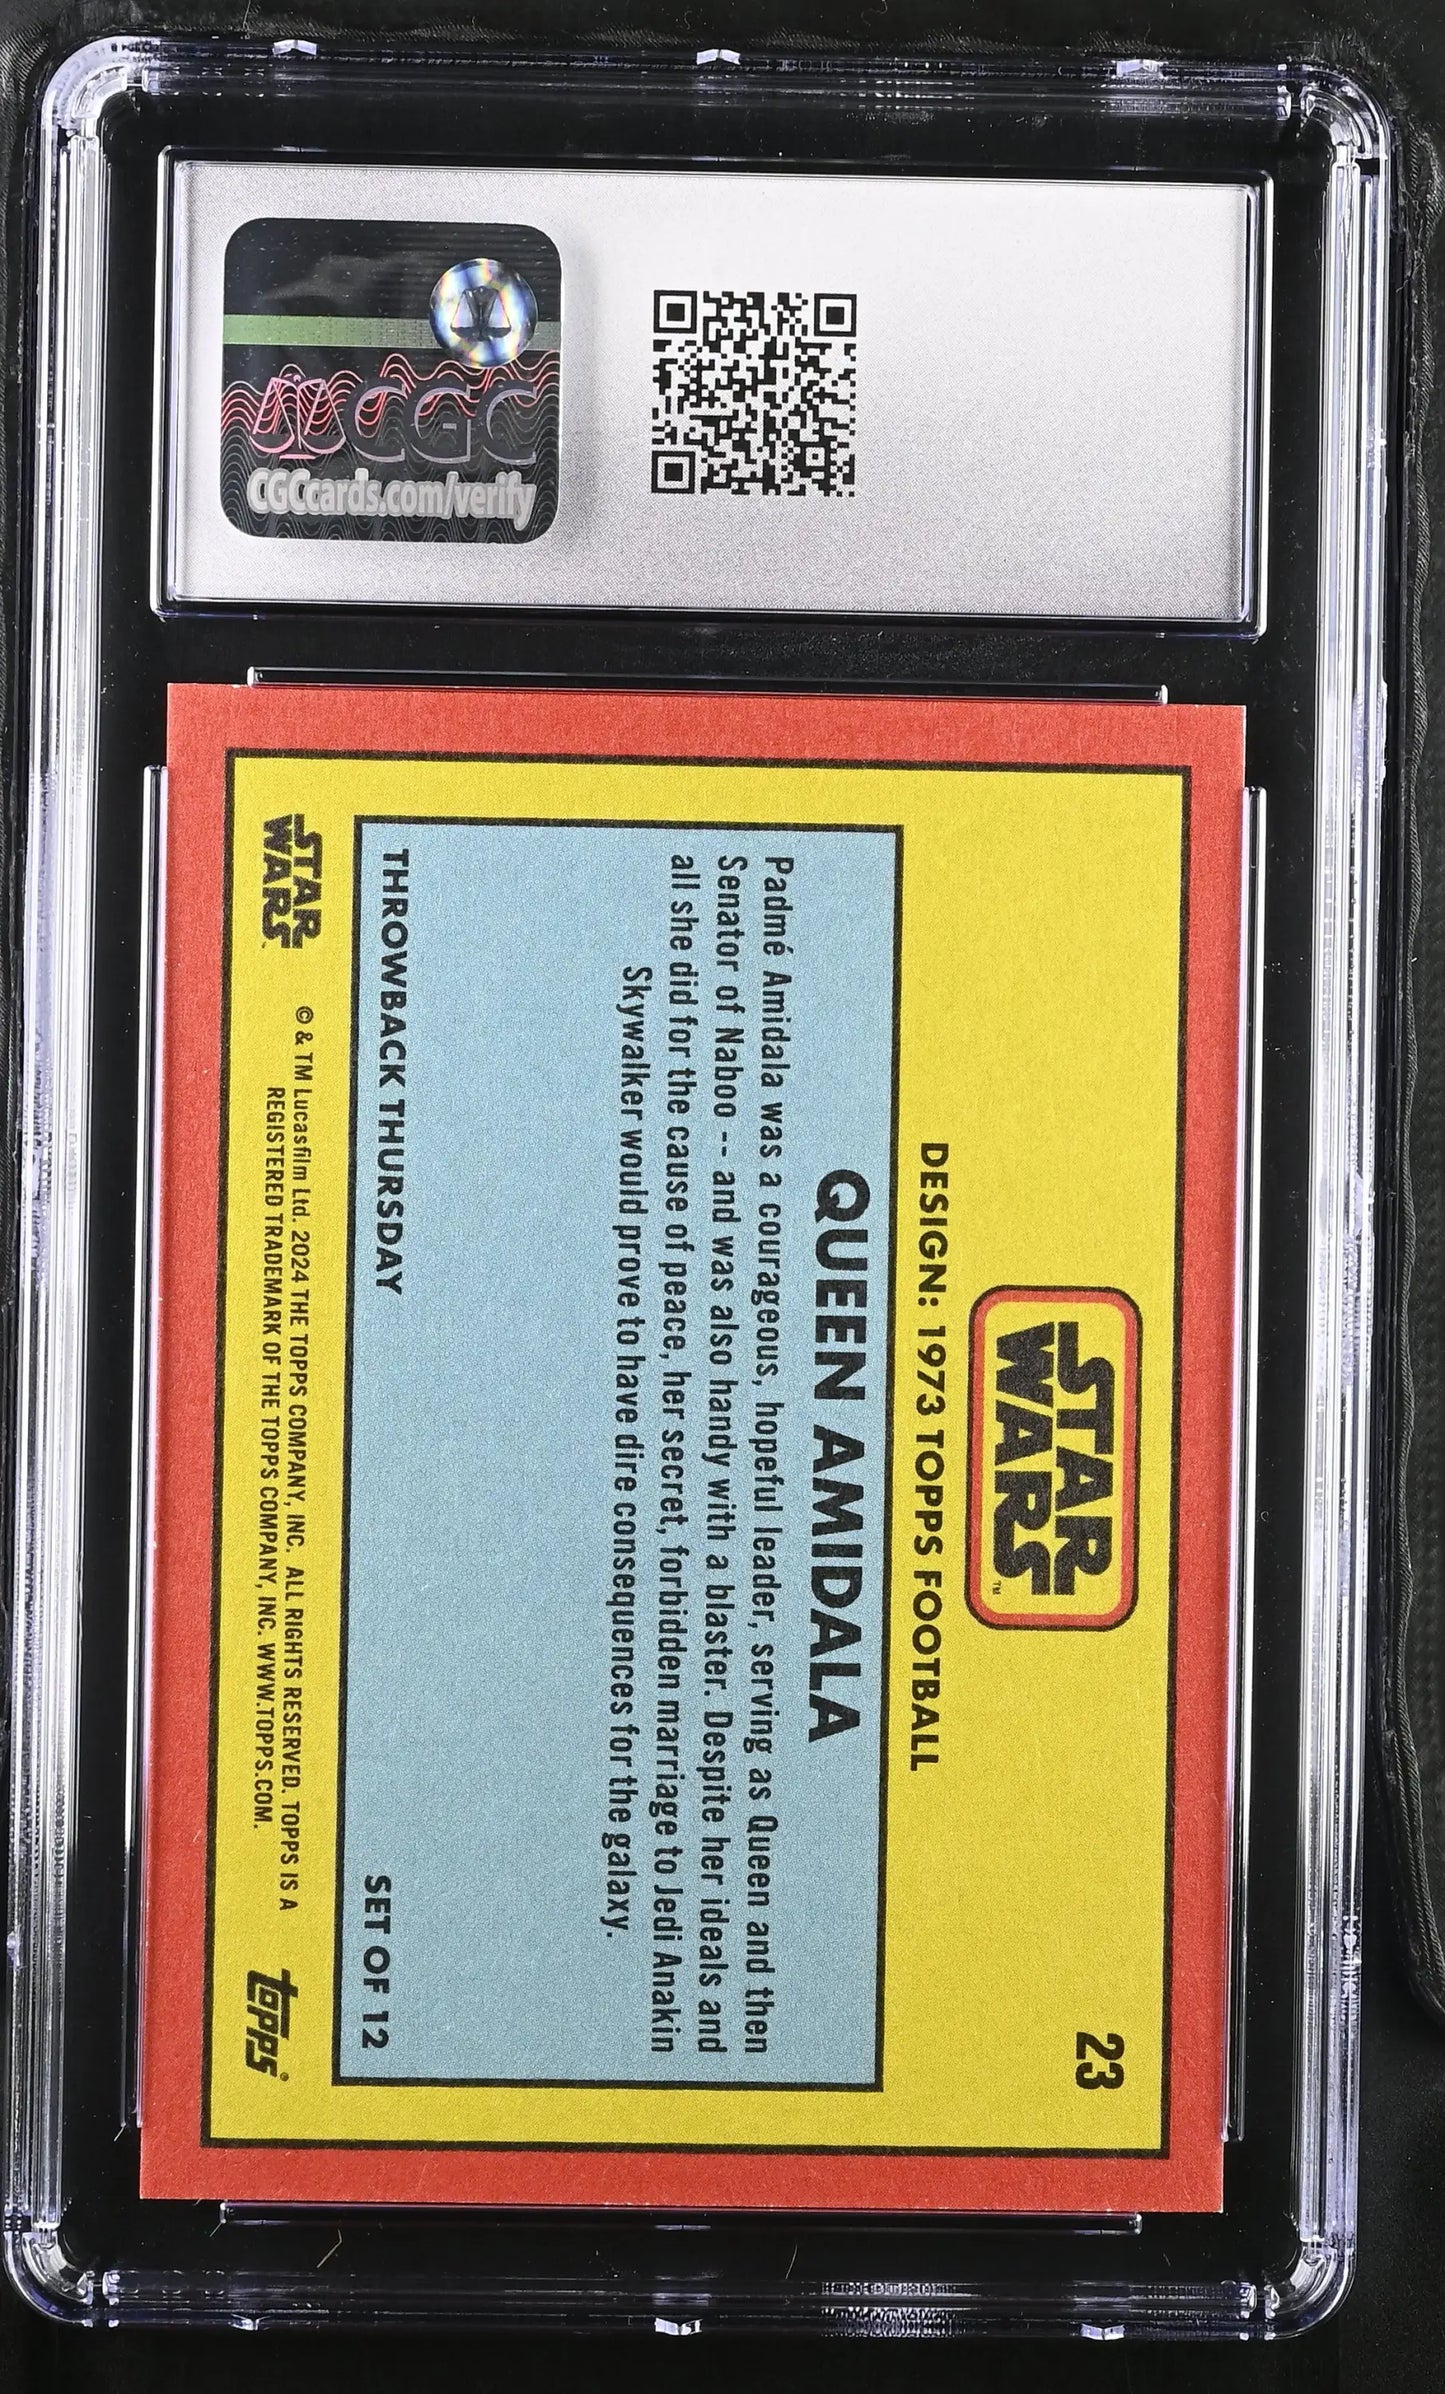 CGC
CGCcards.com/verify
STAR
WARS™
23
DESIGN: 1973 TOPPS FOOTBALL
QUEEN AMIDALA
Padmé Amidala was a courageous, hopeful leader, serving as Queen and then
Senator of Naboo -- and was also handy with a blaster. Despite her ideals and
all she did for the cause of peace, her secret, forbidden marriage to Jedi Anakin
Skywalker would prove to have dire consequences for the galaxy.
THROWBACK THURSDAY
SET OF 12
STAR
WARS™
© & TM Lucasfilm Ltd. 2024 THE TOPPS COMPANY, INC. ALL RIGHTS RESERVED. TOPPS IS A
REGISTERED TRADEMARK OF THE TOPPS COMPANY, INC. WWW.TOPPS.COM.
topps®